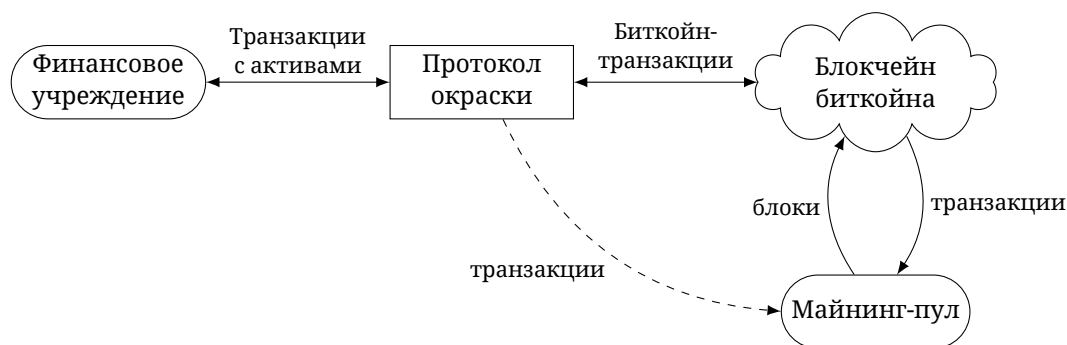 Финансовое
учреждение
Транзакции
с активами
Протокол
окраски
Биткойн-
транзакции
Блокчейн
биткойна
блоки
транзакции
транзакции
Майнинг-пул